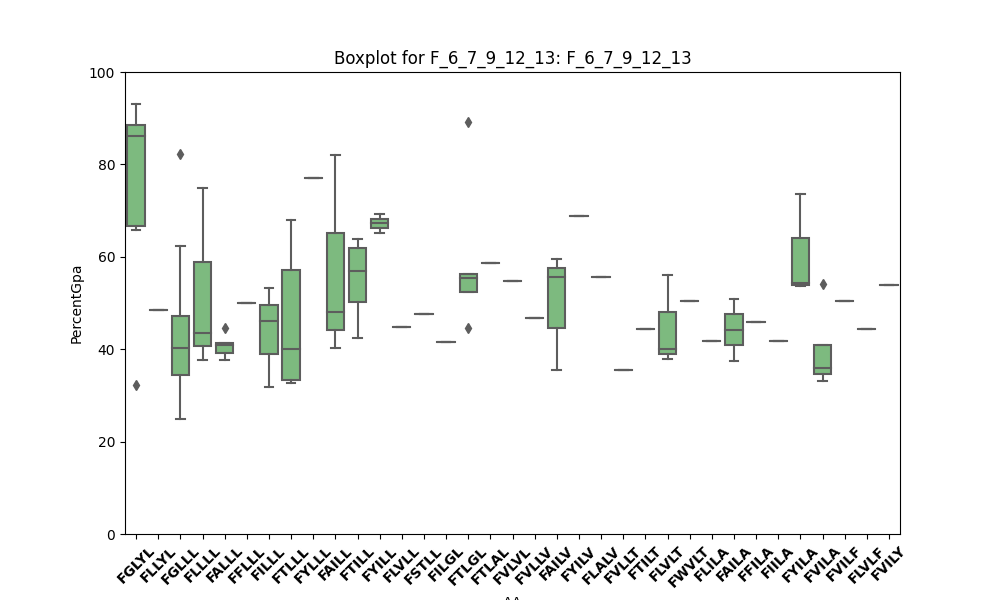 Boxplot for F_6_7_9_12_13: F_6_7_9_12_13
100
80
60
40
20
0
PercentGpa
FGLYL
FLLYL
FGLLL
FLLLL
FALLL
FFLLL
FILLL
FTLLL
FYLLL
FAILL
FTILL
FYILL
FLVLL
FSTLL
FILGL
FTLGL
FTLAL
FVLVL
FVLLV
FAILV
FYILV
FLALV
FVLLT
FTILT
FLVLT
FWVLT
FLILA
FAILA
FFILA
FIILA
FYILA
FVILA
FVILF
FLVLF
FVILY